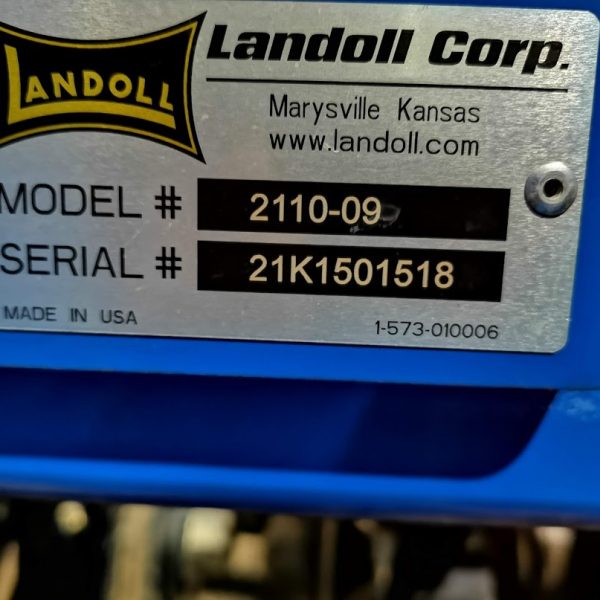 LANDOLL
Landoll Corp.
Marysville Kansas
www.landoll.com
MODEL # 2110-09
SERIAL # 21K1501518
MADE IN USA
1-573-010006